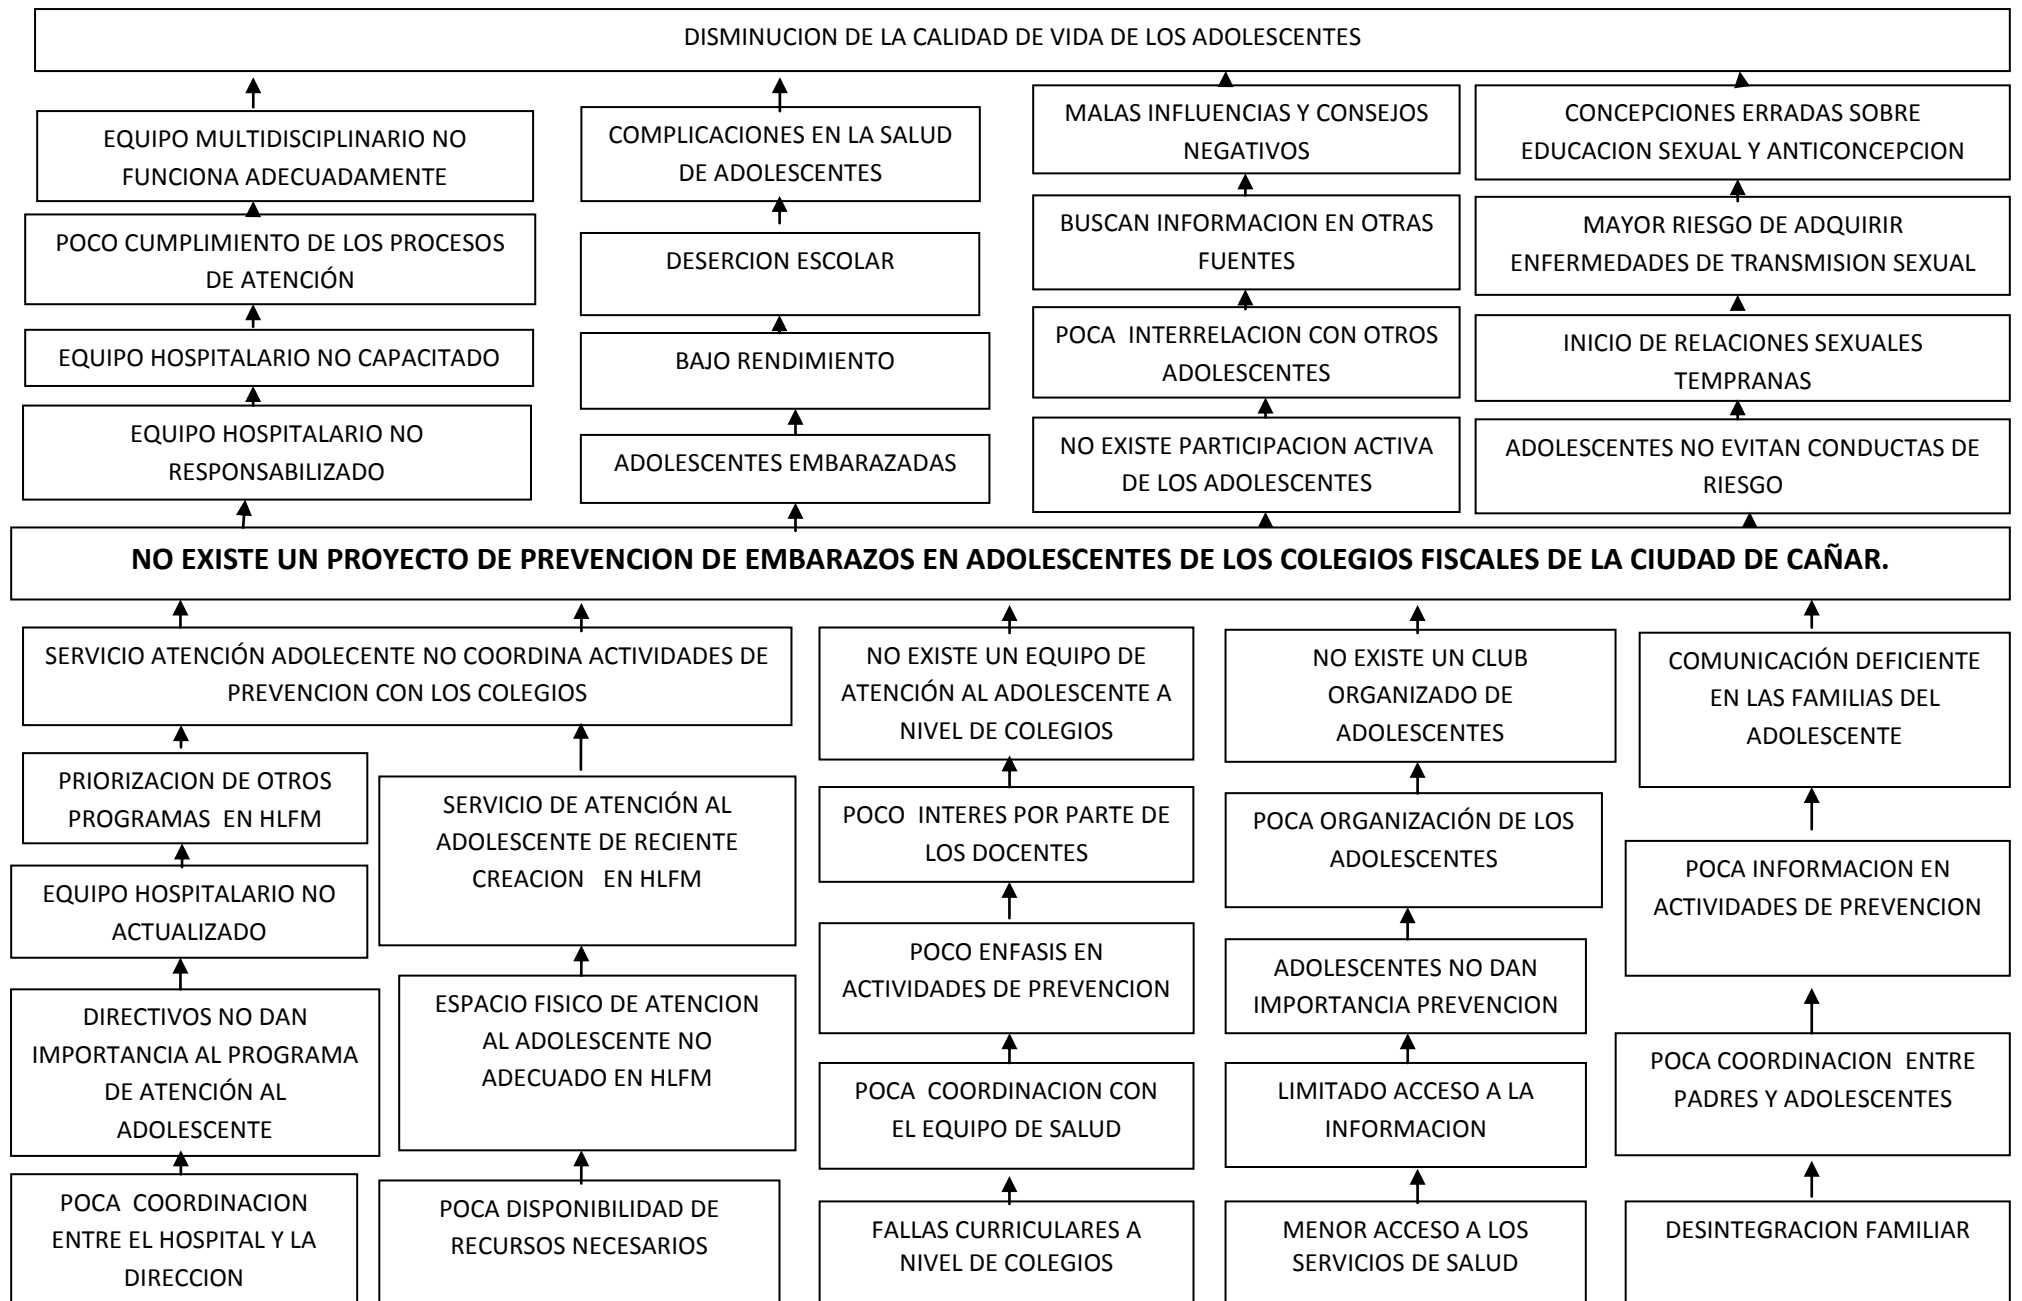 DISMINUCION DE LA CALIDAD DE VIDA DE LOS ADOLESCENTES
EQUIPO MULTIDISCIPLINARIO NO
FUNCIONA ADECUADAMENTE
COMPLICACIONES EN LA SALUD
DE ADOLESCENTES
MALAS INFLUENCIAS Y CONSEJOS
NEGATIVOS
CONCEPCIONES ERRADAS SOBRE
EDUCACION SEXUAL Y ANTICONCEPCION
POCO CUMPLIMIENTO DE LOS PROCESOS
DE ATENCIÓN
DESERCION ESCOLAR
BUSCAN INFORMACION EN OTRAS
FUENTES
MAYOR RIESGO DE ADQUIRIR
ENFERMEDADES DE TRANSMISION SEXUAL
EQUIPO HOSPITALARIO NO CAPACITADO
BAJO RENDIMIENTO
POCA  INTERRELACION CON OTROS
ADOLESCENTES
INICIO DE RELACIONES SEXUALES
TEMPRANAS
EQUIPO HOSPITALARIO NO
RESPONSABILIZADO
ADOLESCENTES EMBARAZADAS
NO EXISTE PARTICIPACION ACTIVA
DE LOS ADOLESCENTES
ADOLESCENTES NO EVITAN CONDUCTAS DE
RIESGO
NO EXISTE UN PROYECTO DE PREVENCION DE EMBARAZOS EN ADOLESCENTES DE LOS COLEGIOS FISCALES DE LA CIUDAD DE CAÑAR.
SERVICIO ATENCIÓN ADOLECENTE NO COORDINA ACTIVIDADES DE
PREVENCION CON LOS COLEGIOS
NO EXISTE UN EQUIPO DE
ATENCIÓN AL ADOLESCENTE A
NIVEL DE COLEGIOS
NO EXISTE UN CLUB
ORGANIZADO DE
ADOLESCENTES
COMUNICACIÓN DEFICIENTE
EN LAS FAMILIAS DEL
ADOLESCENTE
PRIORIZACION DE OTROS
PROGRAMAS  EN HLFM
SERVICIO DE ATENCIÓN AL
ADOLESCENTE DE RECIENTE
CREACION   EN HLFM
POCO  INTERES POR PARTE DE
LOS DOCENTES
POCA ORGANIZACIÓN DE LOS
ADOLESCENTES
POCA INFORMACION EN
ACTIVIDADES DE PREVENCION
EQUIPO HOSPITALARIO NO
ACTUALIZADO
POCO ENFASIS EN
ACTIVIDADES DE PREVENCION
ADOLESCENTES NO DAN
IMPORTANCIA PREVENCION
DIRECTIVOS NO DAN
IMPORTANCIA AL PROGRAMA
DE ATENCIÓN AL
ADOLESCENTE
ESPACIO FISICO DE ATENCION
AL ADOLESCENTE NO
ADECUADO EN HLFM
POCA  COORDINACION CON
EL EQUIPO DE SALUD
LIMITADO ACCESO A LA
INFORMACION
POCA COORDINACION  ENTRE
PADRES Y ADOLESCENTES
POCA  COORDINACION
ENTRE EL HOSPITAL Y LA
DIRECCION
POCA DISPONIBILIDAD DE
RECURSOS NECESARIOS
FALLAS CURRICULARES A
NIVEL DE COLEGIOS
MENOR ACCESO A LOS
SERVICIOS DE SALUD
DESINTEGRACION FAMILIAR